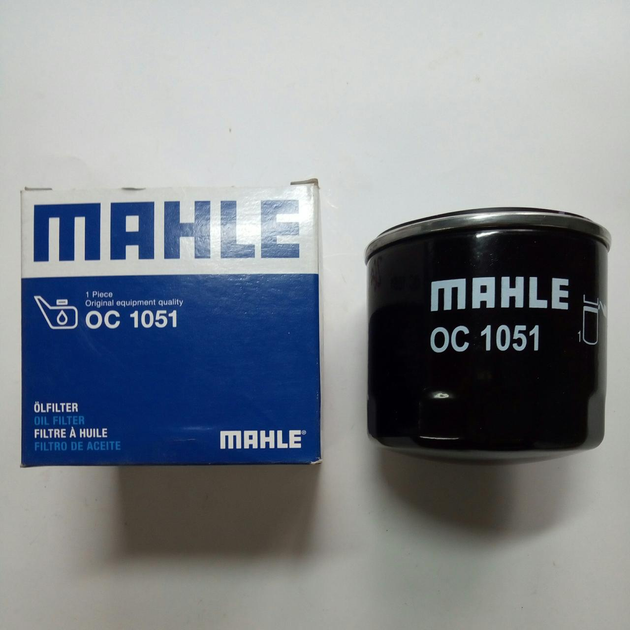 MAHLE
1 Piece
Original equipment quality
OC 1051
ÖLFILTER
OIL FILTER
FILTRE À HUILE
FILTRO DE ACEITE
MAHLE®
MAHLE
OC 1051
1